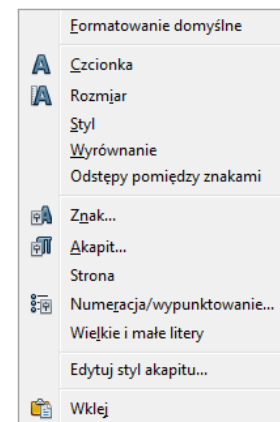 Formatowanie domyślne
Czcionka
Rozmiar
Styl
Wyrównanie
Odstępy pomiędzy znakami
Znak...
Akapit...
Strona
Numeracja/wypunktowanie...
Wielkie i małe litery
Edytuj styl akapitu...
Wklej